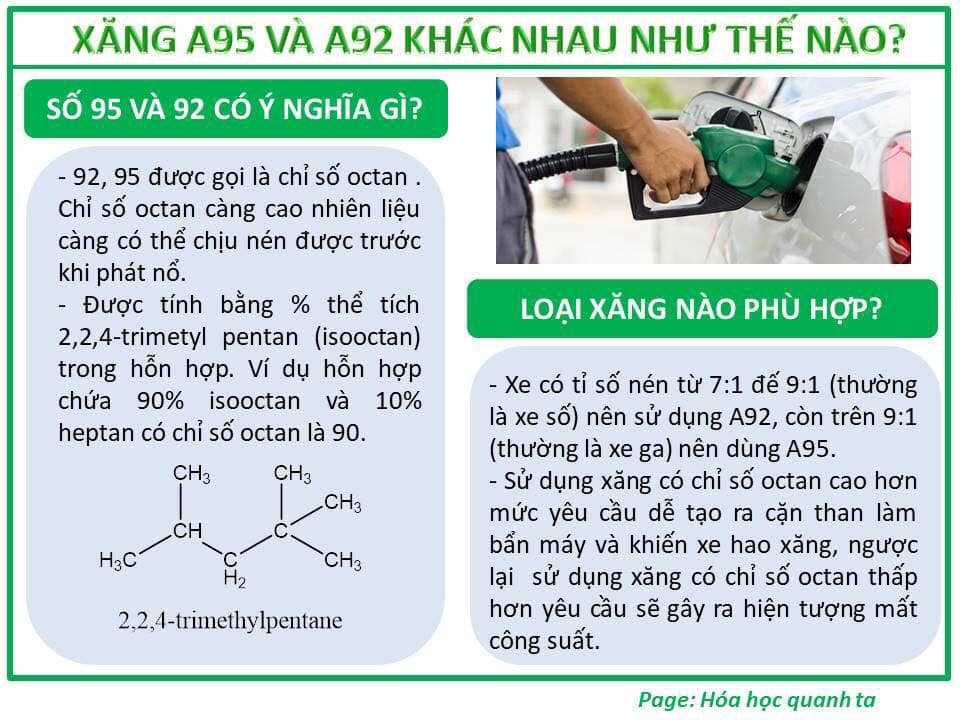 XĂNG A95 VÀ A92 KHÁC NHAU NHƯ THẾ NÀO?
SỐ 95 VÀ 92 CÓ Ý NGHĨA GÌ?
- 92, 95 được gọi là chỉ số octan .
Chỉ số octan càng cao nhiên liệu
càng có thể chịu nén được trước
khi phát nổ.
- Được tính bằng % thể tích
2,2,4-trimetyl pentan (isooctan)
trong hỗn hợp. Ví dụ hỗn hợp
chứa 90% isooctan và 10%
heptan có chỉ số octan là 90.
CH3 CH3
CH3
CH C
H3C C CH3
H2
2,2,4-trimethylpentane
LOẠI XĂNG NÀO PHÙ HỢP?
- Xe có tỉ số nén từ 7:1 đế 9:1 (thường
là xe số) nên sử dụng A92, còn trên 9:1
(thường là xe ga) nên dùng A95.
- Sử dụng xăng có chỉ số octan cao hơn
mức yêu cầu dễ tạo ra cặn than làm
bẩn máy và khiến xe hao xăng, ngược
lại sử dụng xăng có chỉ số octan thấp
hơn yêu cầu sẽ gây ra hiện tượng mất
công suất.
Page: Hóa học quanh ta